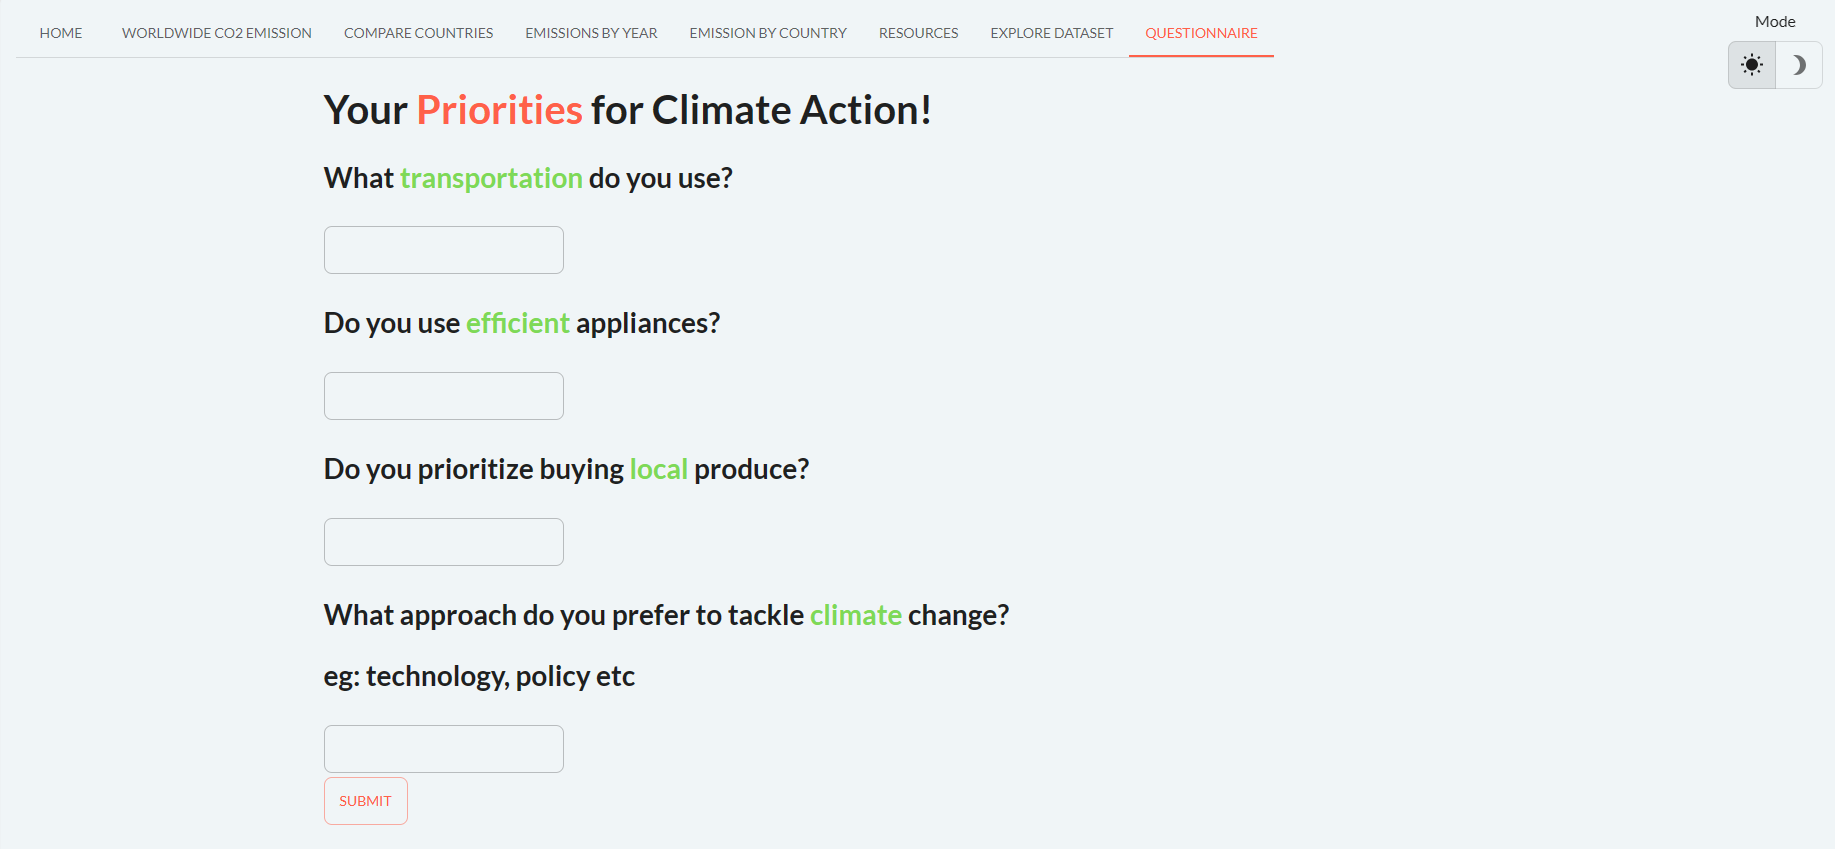 HOME WORLDWIDE CO2 EMISSION COMPARE COUNTRIES EMISSIONS BY YEAR EMISSION BY COUNTRY RESOURCES EXPLORE DATASET QUESTIONNAIRE
Mode
Your Priorities for Climate Action!
What transportation do you use?
Do you use efficient appliances?
Do you prioritize buying local produce?
What approach do you prefer to tackle climate change?
eg: technology, policy etc
SUBMIT